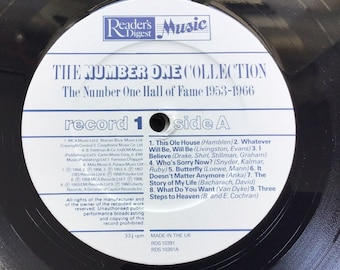 Reader's
Digest
Music
THE NUMBER ONE COLLECTION
The Number One Hall of Fame 1953-1966
record 1 side A
1. This Ole House (Hamblen) 2. Whatever
Will Be, Will Be (Livingston, Evans) 3. I
Believe (Drake, Shirl, Stillman, Graham)
4. Who's Sorry Now? (Snyder, Kalmar,
Ruby) 5. Butterfly (Loewe, Mann) 6. It
Doesn't Matter Anymore (Anka) 7. The
Story of My Life (Bacharach, David)
8. What Do You Want (Van Dyke) 9. Three
Steps to Heaven (B. and E. Cochran)
All rights of the manufacturer and
of the owner of the recorded work
reserved. Unauthorised public
performance broadcasting and
copying of this record
prohibited.
33⅓ rpm
MADE IN THE UK
RDS 10391
RDS 10391A